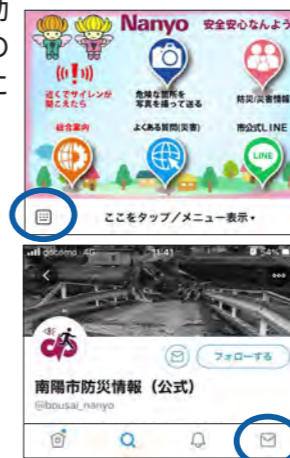 功
の
に
Nanyo 安全安心なんよう
近くでサイレンが
聞こえたら
危険な箇所を
写真を撮って送る
防災/災害情報
総合案内
よくある質問(災害)
市公式LINE
LINE
ここをタップ/メニュー表示▾
docomo 4G 11:41 54%
フォローする
南陽市防災情報（公式）
@bousai_nanyo